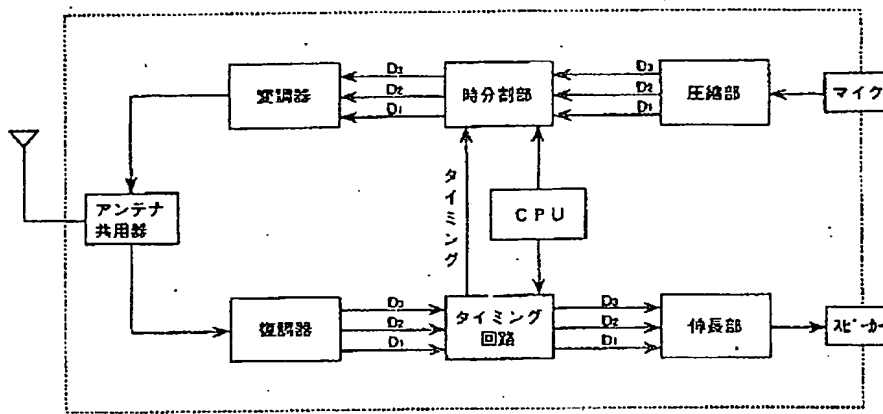 変調器
D3
D2
D1
時分割部
D3
D2
D1
圧縮部
マイク
アンテナ
共用器
タイミング
CPU
復調器
D3
D2
D1
タイミング
回路
D3
D2
D1
伸長部
スピーカー